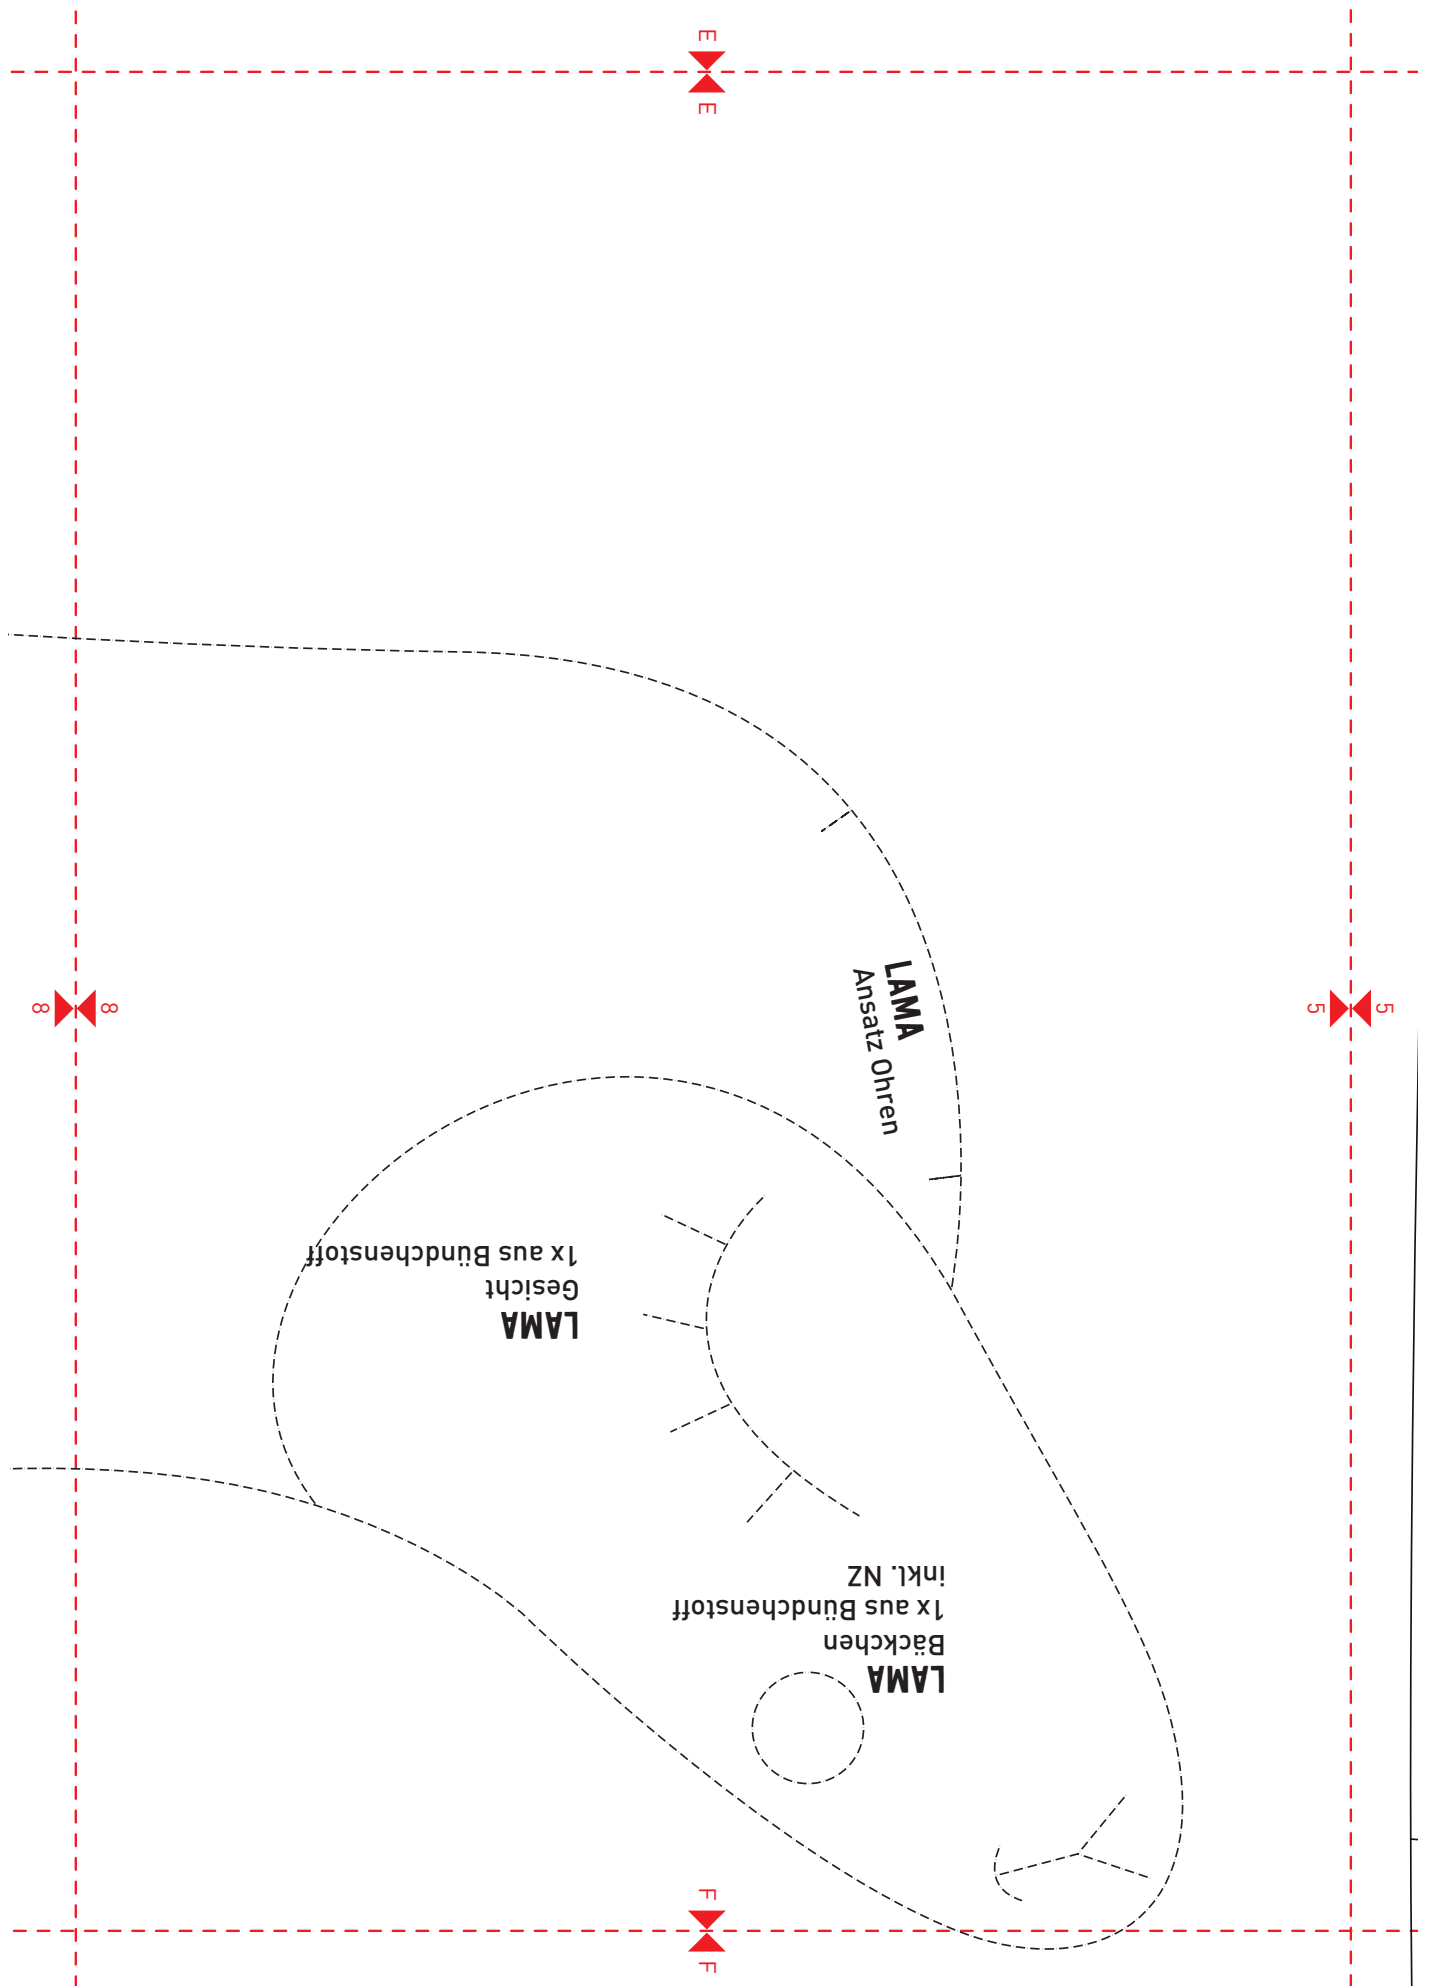 E
E
LAMA
Ansatz Ohren
8
8
5
5
LAMA
Gesicht
1x aus Bündchenstoff
LAMA
Bäckchen
1x aus Bündchenstoff
inkl. NZ
F
F